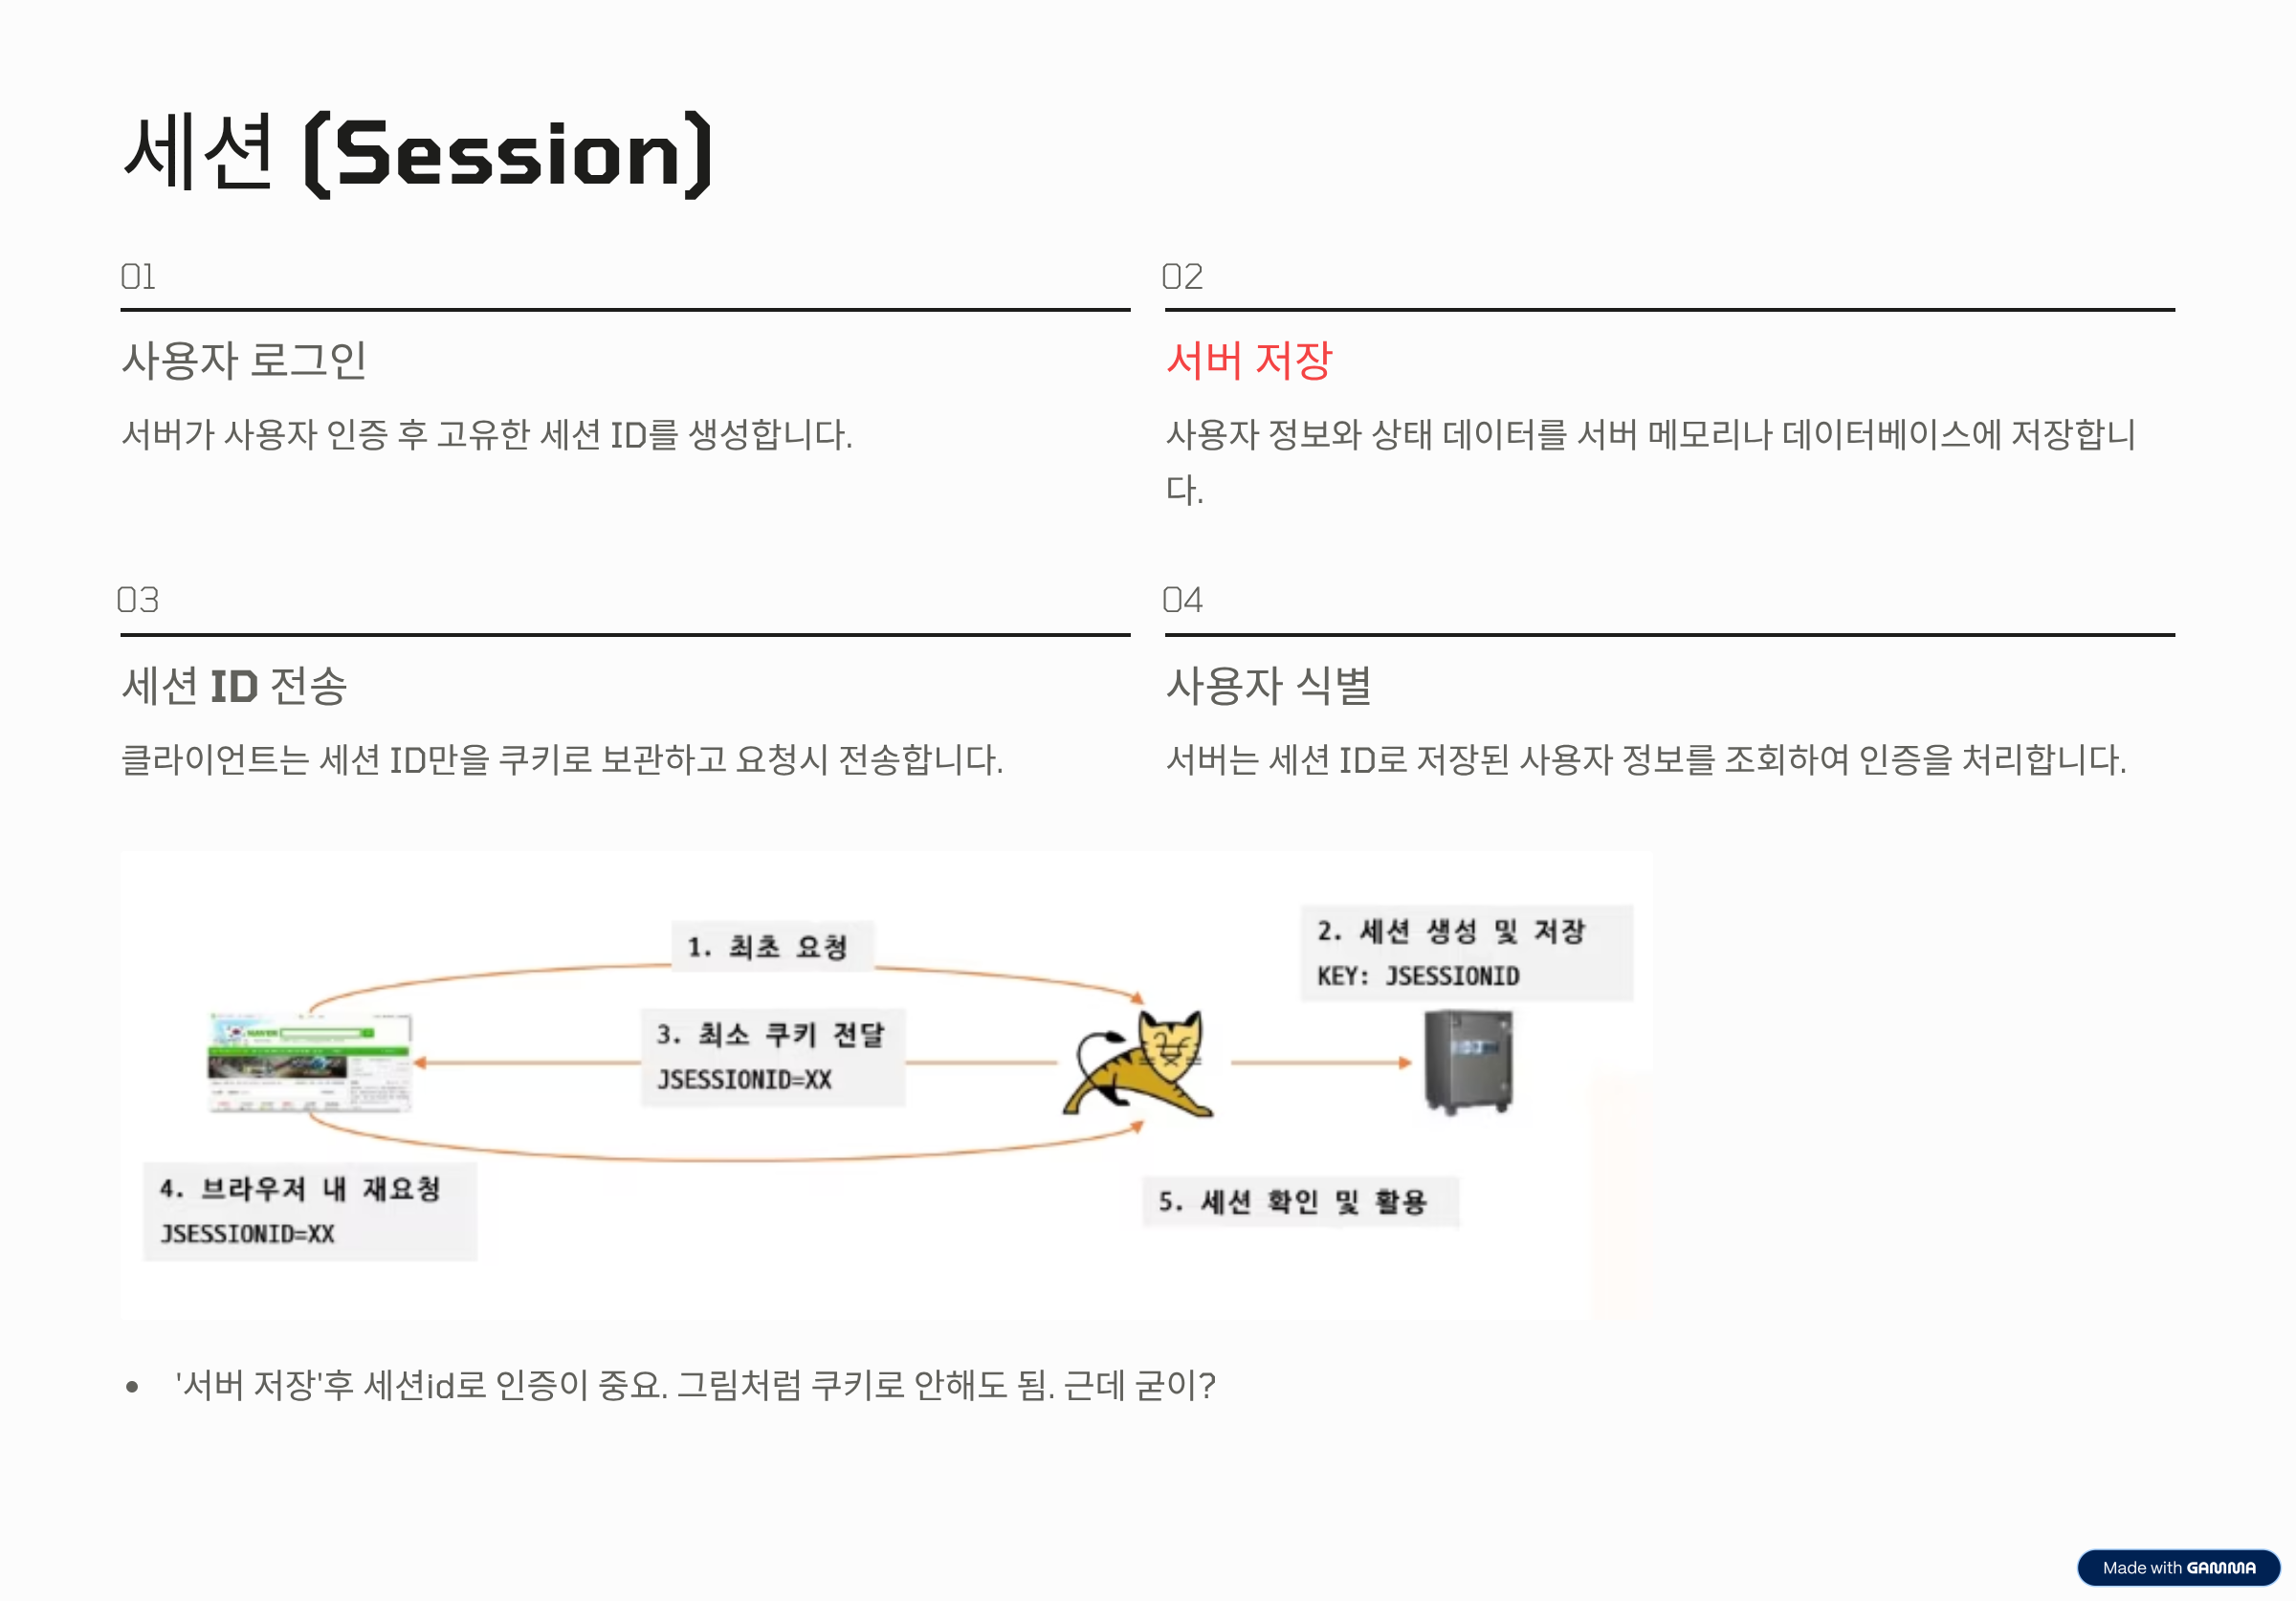 세션 (Session)
01
사용자 로그인
서버가 사용자 인증 후 고유한 세션 ID를 생성합니다.
02
서버 저장
사용자 정보와 상태 데이터를 서버 메모리나 데이터베이스에 저장합니
다.
03
세션 ID 전송
클라이언트는 세션 ID만을 쿠키로 보관하고 요청시 전송합니다.
04
사용자 식별
서버는 세션 ID로 저장된 사용자 정보를 조회하여 인증을 처리합니다.
1. 최초 요청
2. 세션 생성 및 저장
KEY: JSESSIONID
3. 최소 쿠키 전달
JSESSIONID=XX
NAVER
4. 브라우저 내 재요청
JSESSIONID=XX
5. 세션 확인 및 활용
• '서버 저장'후 세션id로 인증이 중요. 그림처럼 쿠키로 안해도 됨. 근데 굳이?
Made with GAMMA